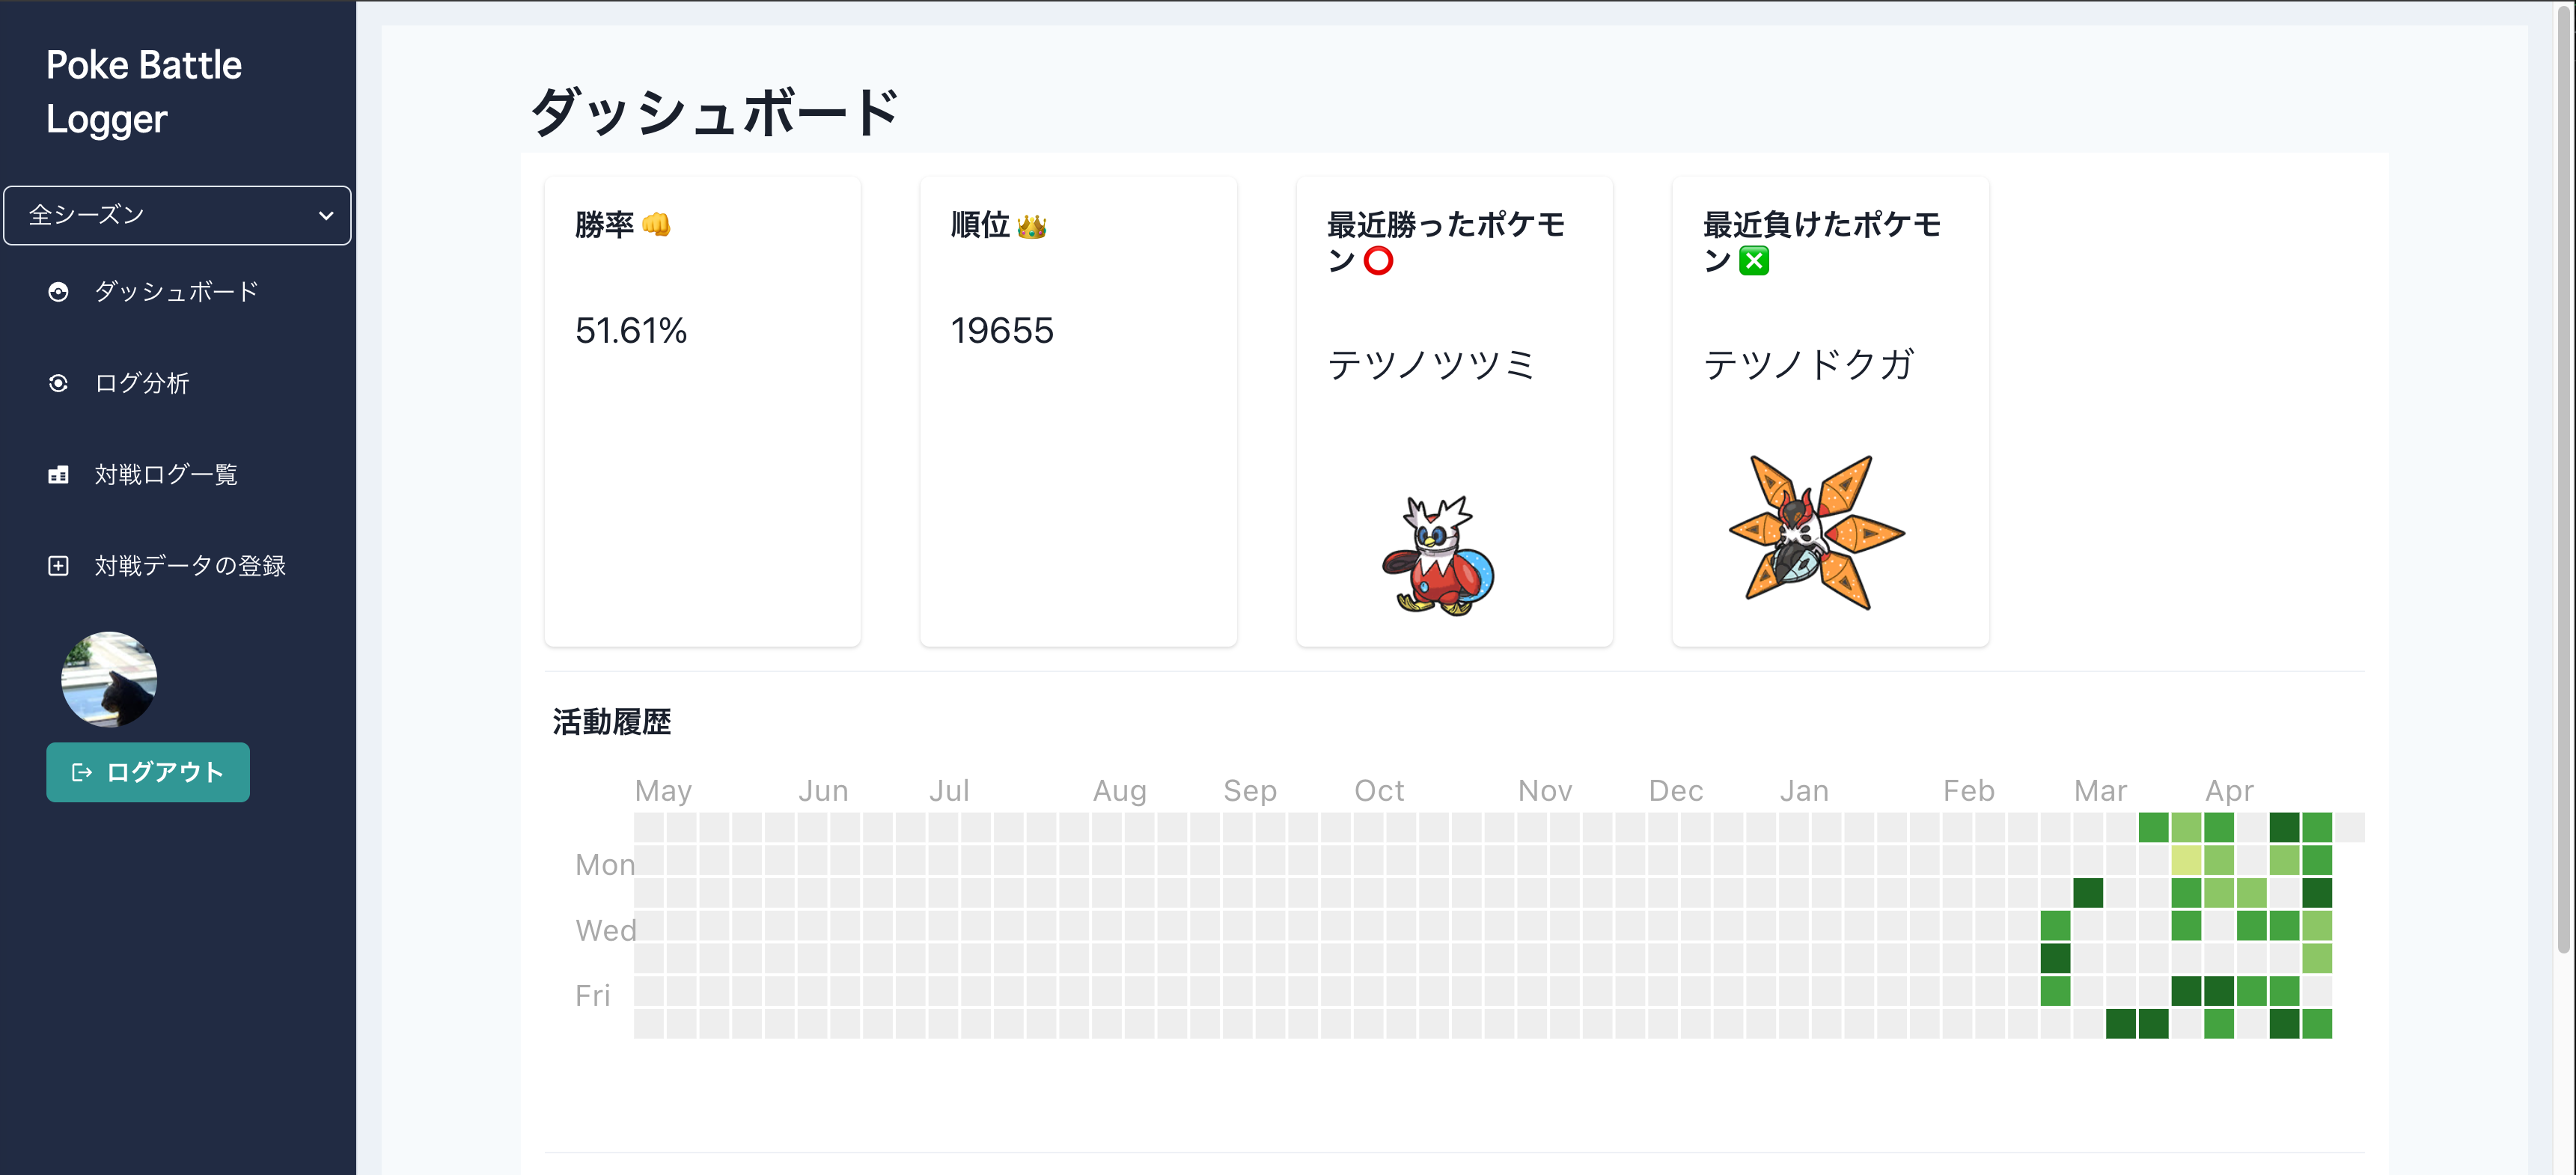 Poke Battle
Logger
全シーズン
ダッシュボード
ログ分析
対戦ログ一覧
対戦データの登録
ログアウト
ダッシュボード
勝率 👊
51.61%
順位 👑
19655
最近勝ったポケモ
ン ⭕
テツノツツミ
最近負けたポケモ
ン ❎
テツノドクガ
活動履歴
May Jun Jul Aug Sep Oct Nov Dec Jan Feb Mar Apr
Mon
Wed
Fri